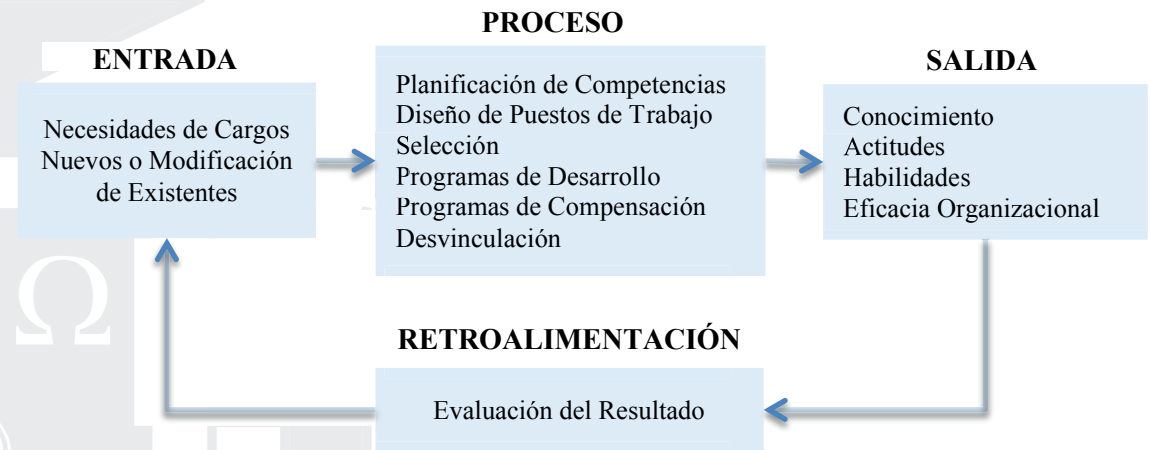 PROCESO
ENTRADA
SALIDA
Necesidades de Cargos
Nuevos o Modificación
de Existentes
Planificación de Competencias
Diseño de Puestos de Trabajo
Selección
Programas de Desarrollo
Programas de Compensación
Desvinculación
Conocimiento
Actitudes
Habilidades
Eficacia Organizacional
Ω
RETROALIMENTACIÓN
Evaluación del Resultado